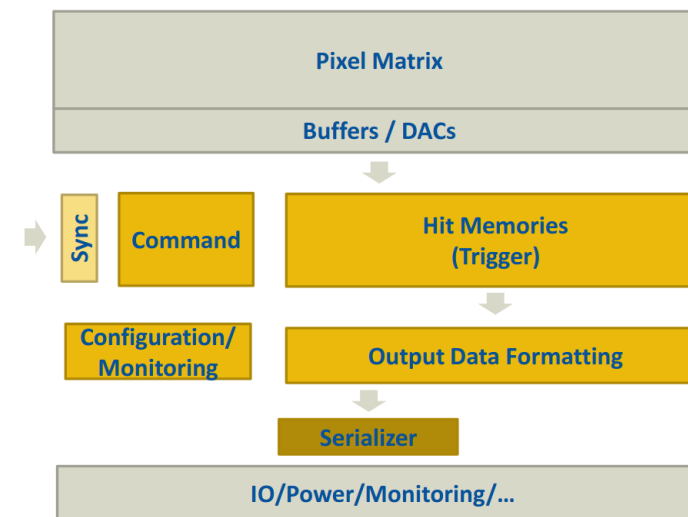 Pixel Matrix
Buffers / DACs
Sync
Command
Hit Memories
(Trigger)
Configuration/
Monitoring
Output Data Formatting
Serializer
IO/Power/Monitoring/...